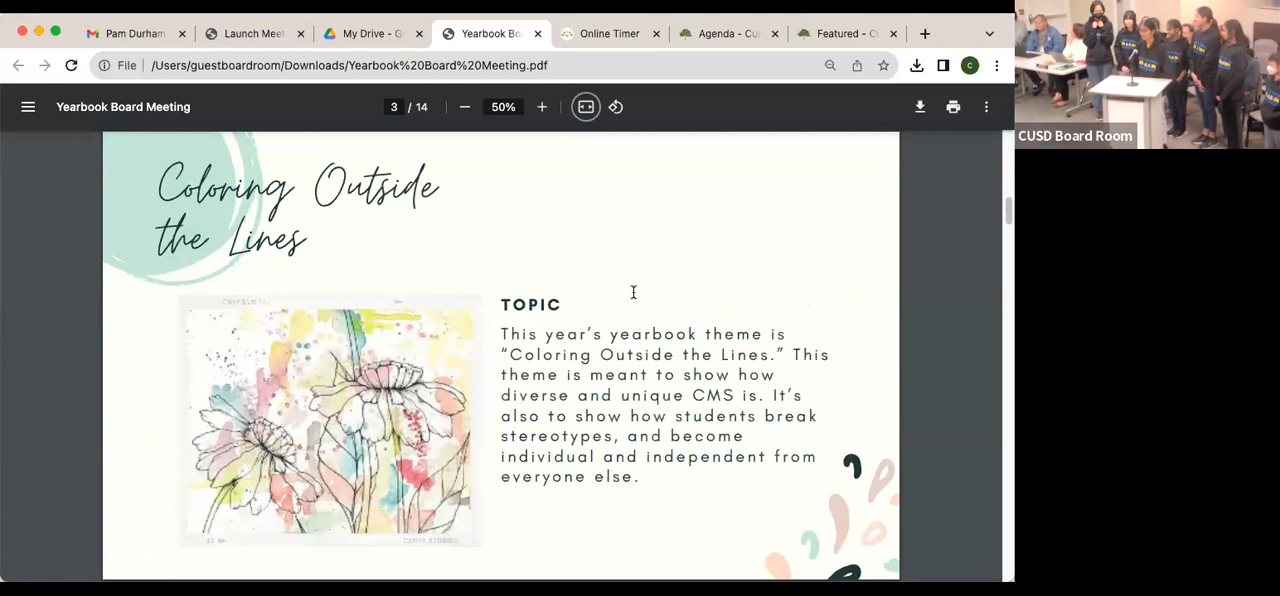 Pam Durham
Launch Meet
My Drive - G
Yearbook Bo
Online Timer
Agenda - Cu
Featured - C
File
/Users/guestboardroom/Downloads/Yearbook%20Board%20Meeting.pdf
C
Yearbook Board Meeting
3 / 14
50%
CUSD Board Room
Coloring Outside
the Lines
TOPIC
This year's yearbook theme is
"Coloring Outside the Lines." This
theme is meant to show how
diverse and unique CMS is. It's
also to show how students break
stereotypes, and become
individual and independent from
everyone else.